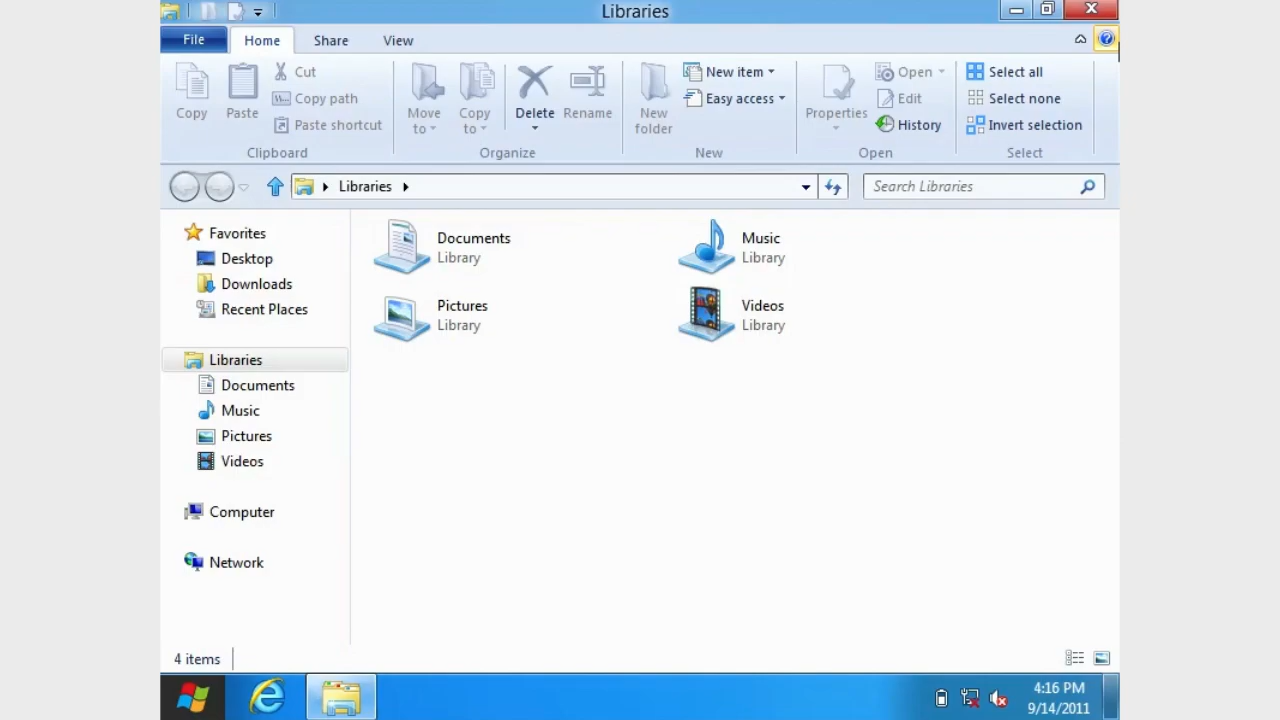 Libraries
File Home Share View
Copy
Paste
Cut
Copy path
Paste shortcut
Clipboard
Move to
Copy to
Delete
Rename
Organize
New folder
New item
Easy access
New
Properties
Open
Edit
History
Open
Select all
Select none
Invert selection
Select
Libraries
Search Libraries
Favorites
Desktop
Downloads
Recent Places
Libraries
Documents
Music
Pictures
Videos
Computer
Network
Documents
Library
Music
Library
Pictures
Library
Videos
Library
4 items
4:16 PM
9/14/2011